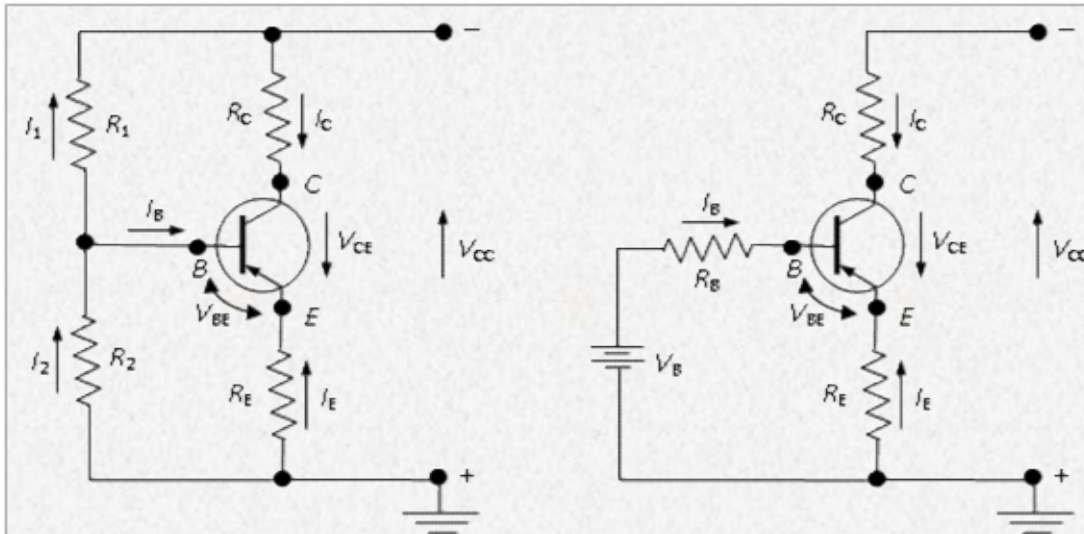 −
I1
R1
RC
IC
C
IB
B
VCE
VCC
VBE
E
I2
R2
RE
IE
+
−
RC
IC
C
IB
RB
B
VCE
VCC
VBE
E
VB
RE
IE
+